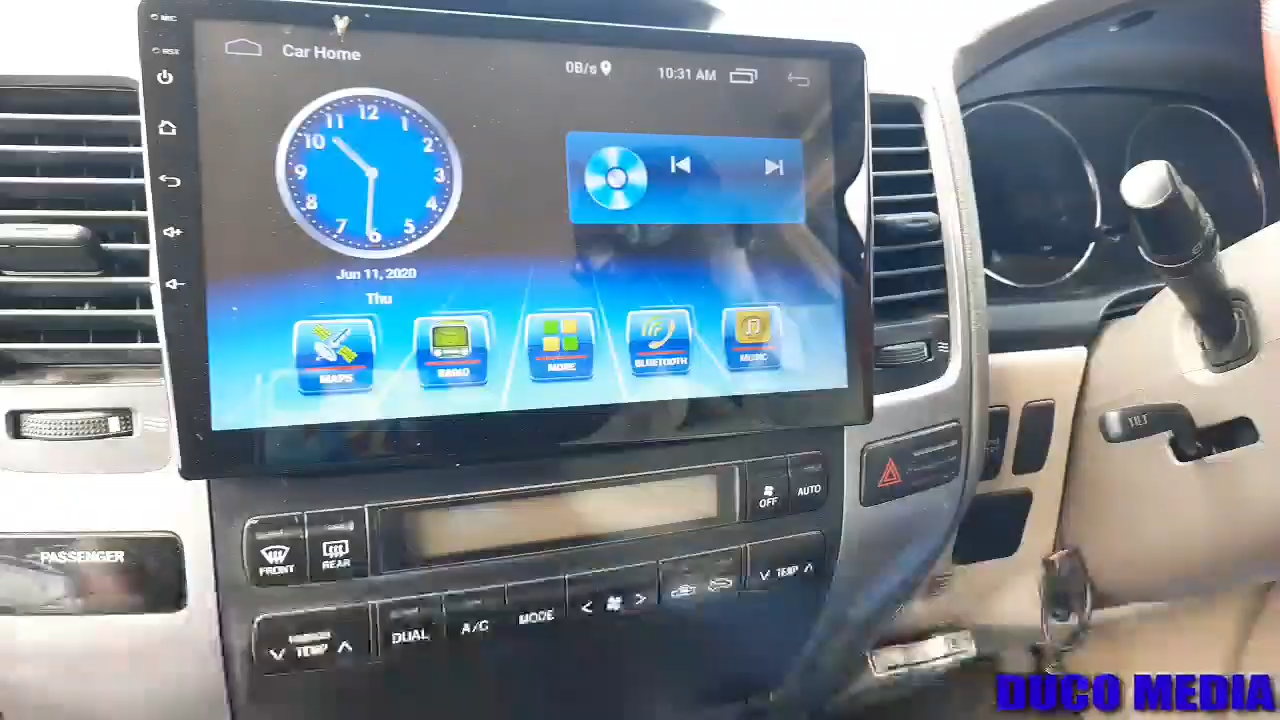 MIC
RST
Car Home
0B/s
10:31 AM
12
1
2
3
4
5
6
7
8
9
10
11
Jun 11, 2020
Thu
MAPS
RADIO
MORE
BLUETOOTH
MUSIC
TILT
OFF
AUTO
FRONT
REAR
PASSENGER
TEMP
DUAL
A/C
MODE
TEMP
DUCO MEDIA